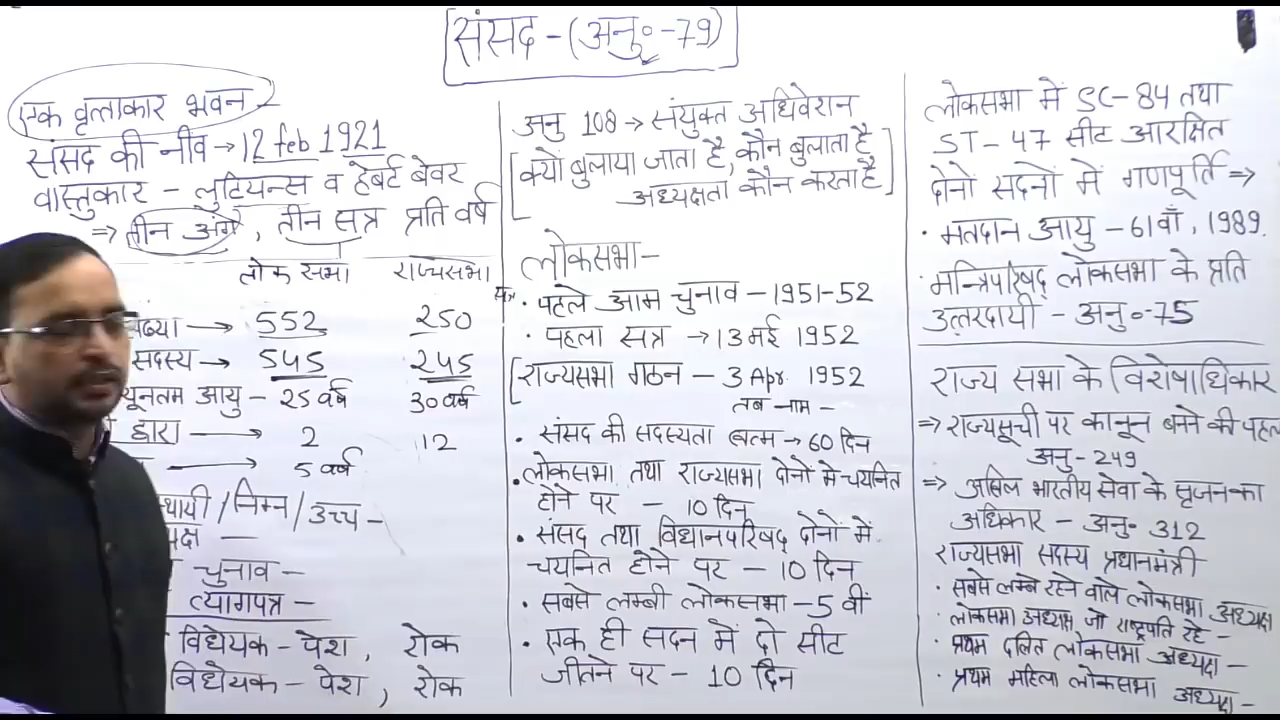 संसद - (अनु० - 79)
एक वृत्ताकार भवन -
संसद की नीव → 12 feb 1921
वास्तुकार - लुटियन्स व हेबर्ट बेवर
⇒ तीन अंगे, तीन सत्र प्रति वर्ष
लोक सभा राज्यसभा
ख्या → 552 250
सदस्य → 545 245
यूनतम आयु - 25 वर्ष 30 वर्ष
द्वारा → 2 12
→ 5 वर्ष
थायी / निम्न / उच्च -
चुनाव -
त्यागपत्र -
विधेयक - पेश, रोक
विधेयक - पेश, रोक
अनु 108 → संयुक्त अधिवेशन
[क्यों बुलाया जाता है, कौन बुलाता है
अध्यक्षता कौन करता है]
लोकसभा -
· पहले आम चुनाव - 1951-52
· पहला सत्र → 13 मई 1952
[राज्यसभा गठन - 3 Apr. 1952
तब नाम -
· संसद की सदस्यता खत्म → 60 दिन
· लोकसभा तथा राज्यसभा दोनों मे चयनित
होने पर - 10 दिन
· संसद तथा विधानपरिषद् दोनों में
चयनित होने पर - 10 दिन
· सबसे लम्बी लोकसभा - 5 वीं
· एक ही सदन में दो सीट
जीतने पर - 10 दिन
लोकसभा में SC - 84 तथा
ST - 47 सीट आरक्षित
दोनों सदनों में गणपूर्ति ⇒
· मतदान आयु - 61वाँ, 1989.
· मन्त्रिपरिषद् लोकसभा के प्रति
उत्तरदायी - अनु०-75
राज्य सभा के विशेषाधिकार
⇒ राज्यसूची पर कानून बनने की पहल
अनु - 249
⇒ अखिल भारतीय सेवा के सृजन का
अधिकार - अनु० 312
राज्यसभा सदस्य प्रधानमंत्री
· सबसे लम्बे रहने वाले लोकसभा अध्यक्ष
· लोकसभा अध्यक्ष जो राष्ट्रपति रहे -
· प्रथम दलित लोकसभा अध्यक्ष -
· प्रथम महिला लोकसभा अध्यक्ष -